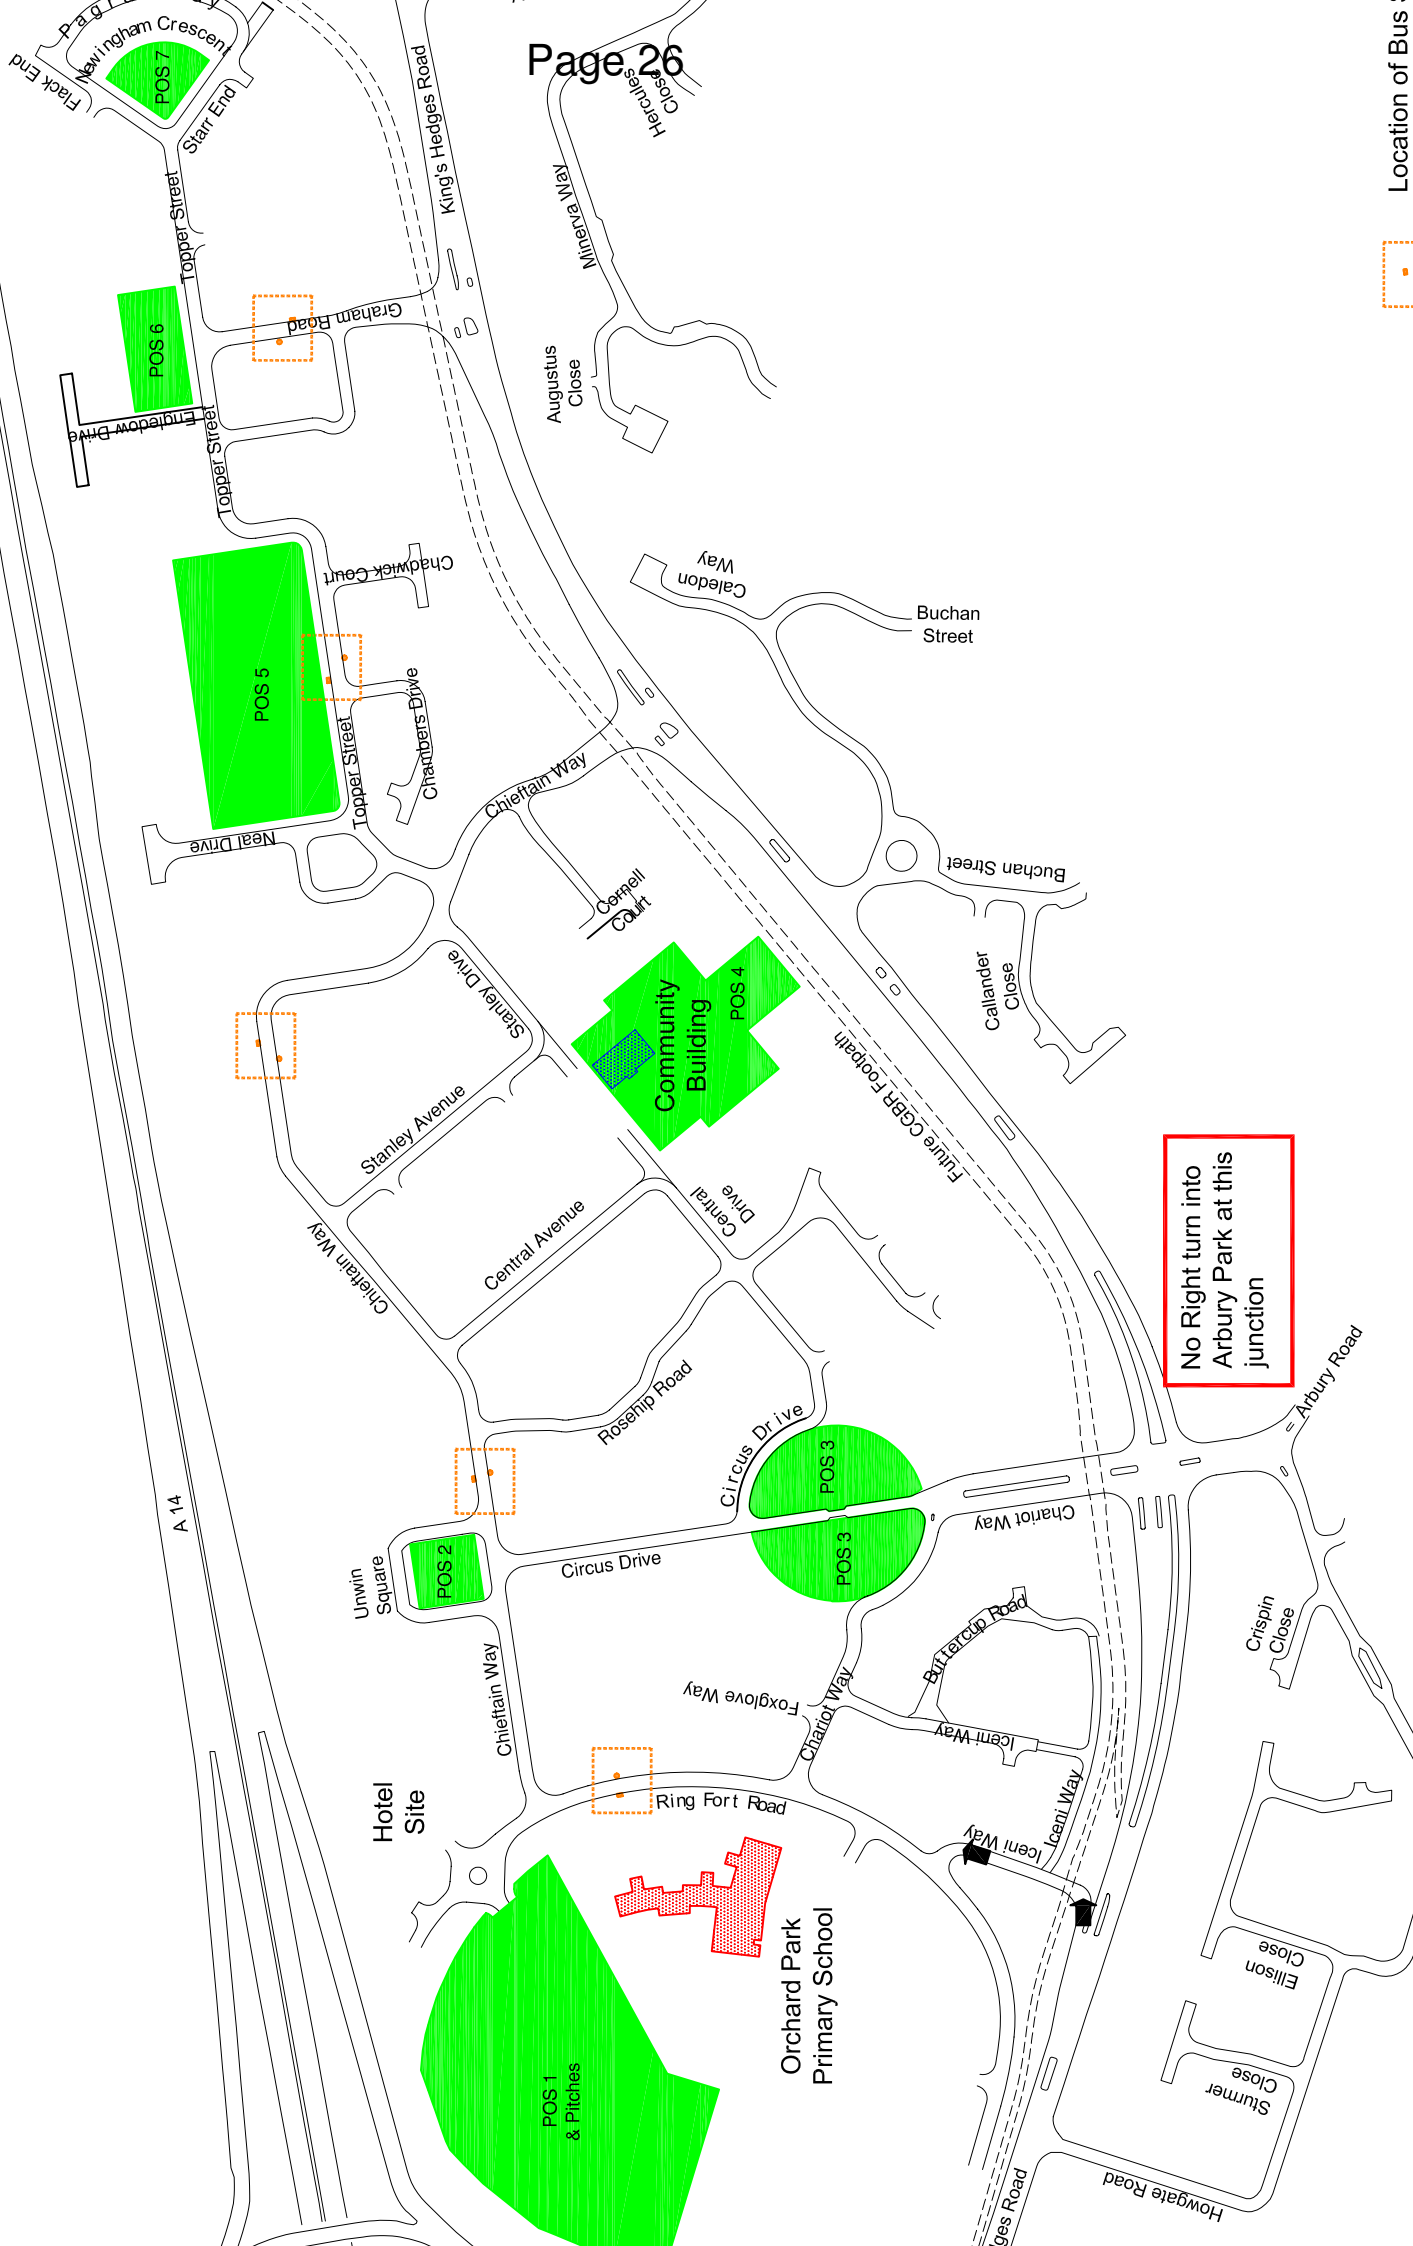 Page 26
Newingham Crescent
POS 7
Flack End
Starr End
King's Hedges Road
Hercules
Close
Minerva Way
Topper Street
Location of Bus
POS 6
Graham Road
Engledow Drive
Topper Street
Augustus
Close
Chadwick Court
Caledon
Way
Buchan
Street
POS 5
Chambers Drive
Topper Street
Neal Drive
Chieftain Way
Cornell
Court
Buchan Street
Stanley Drive
POS 4
Community
Building
Callander
Close
Future CGBR Footpath
Stanley Avenue
Central
Drive
Central Avenue
Chieftain Way
No Right turn into
Arbury Park at this
junction
Arbury Road
Rosehip Road
Circus Drive
POS 3
A 14
Chariot Way
POS 3
POS 2
Unwin
Square
Circus Drive
Crispin
Close
Buttercup Road
Foxglove Way
Chariot Way
Chieftain Way
Iceni Way
Iceni Way
Iceni Way
Hotel
Site
Ring Fort Road
Orchard Park
Primary School
Ellison
Close
Sturmer
Close
POS 1
& Pitches
Howgate Road
ges Road